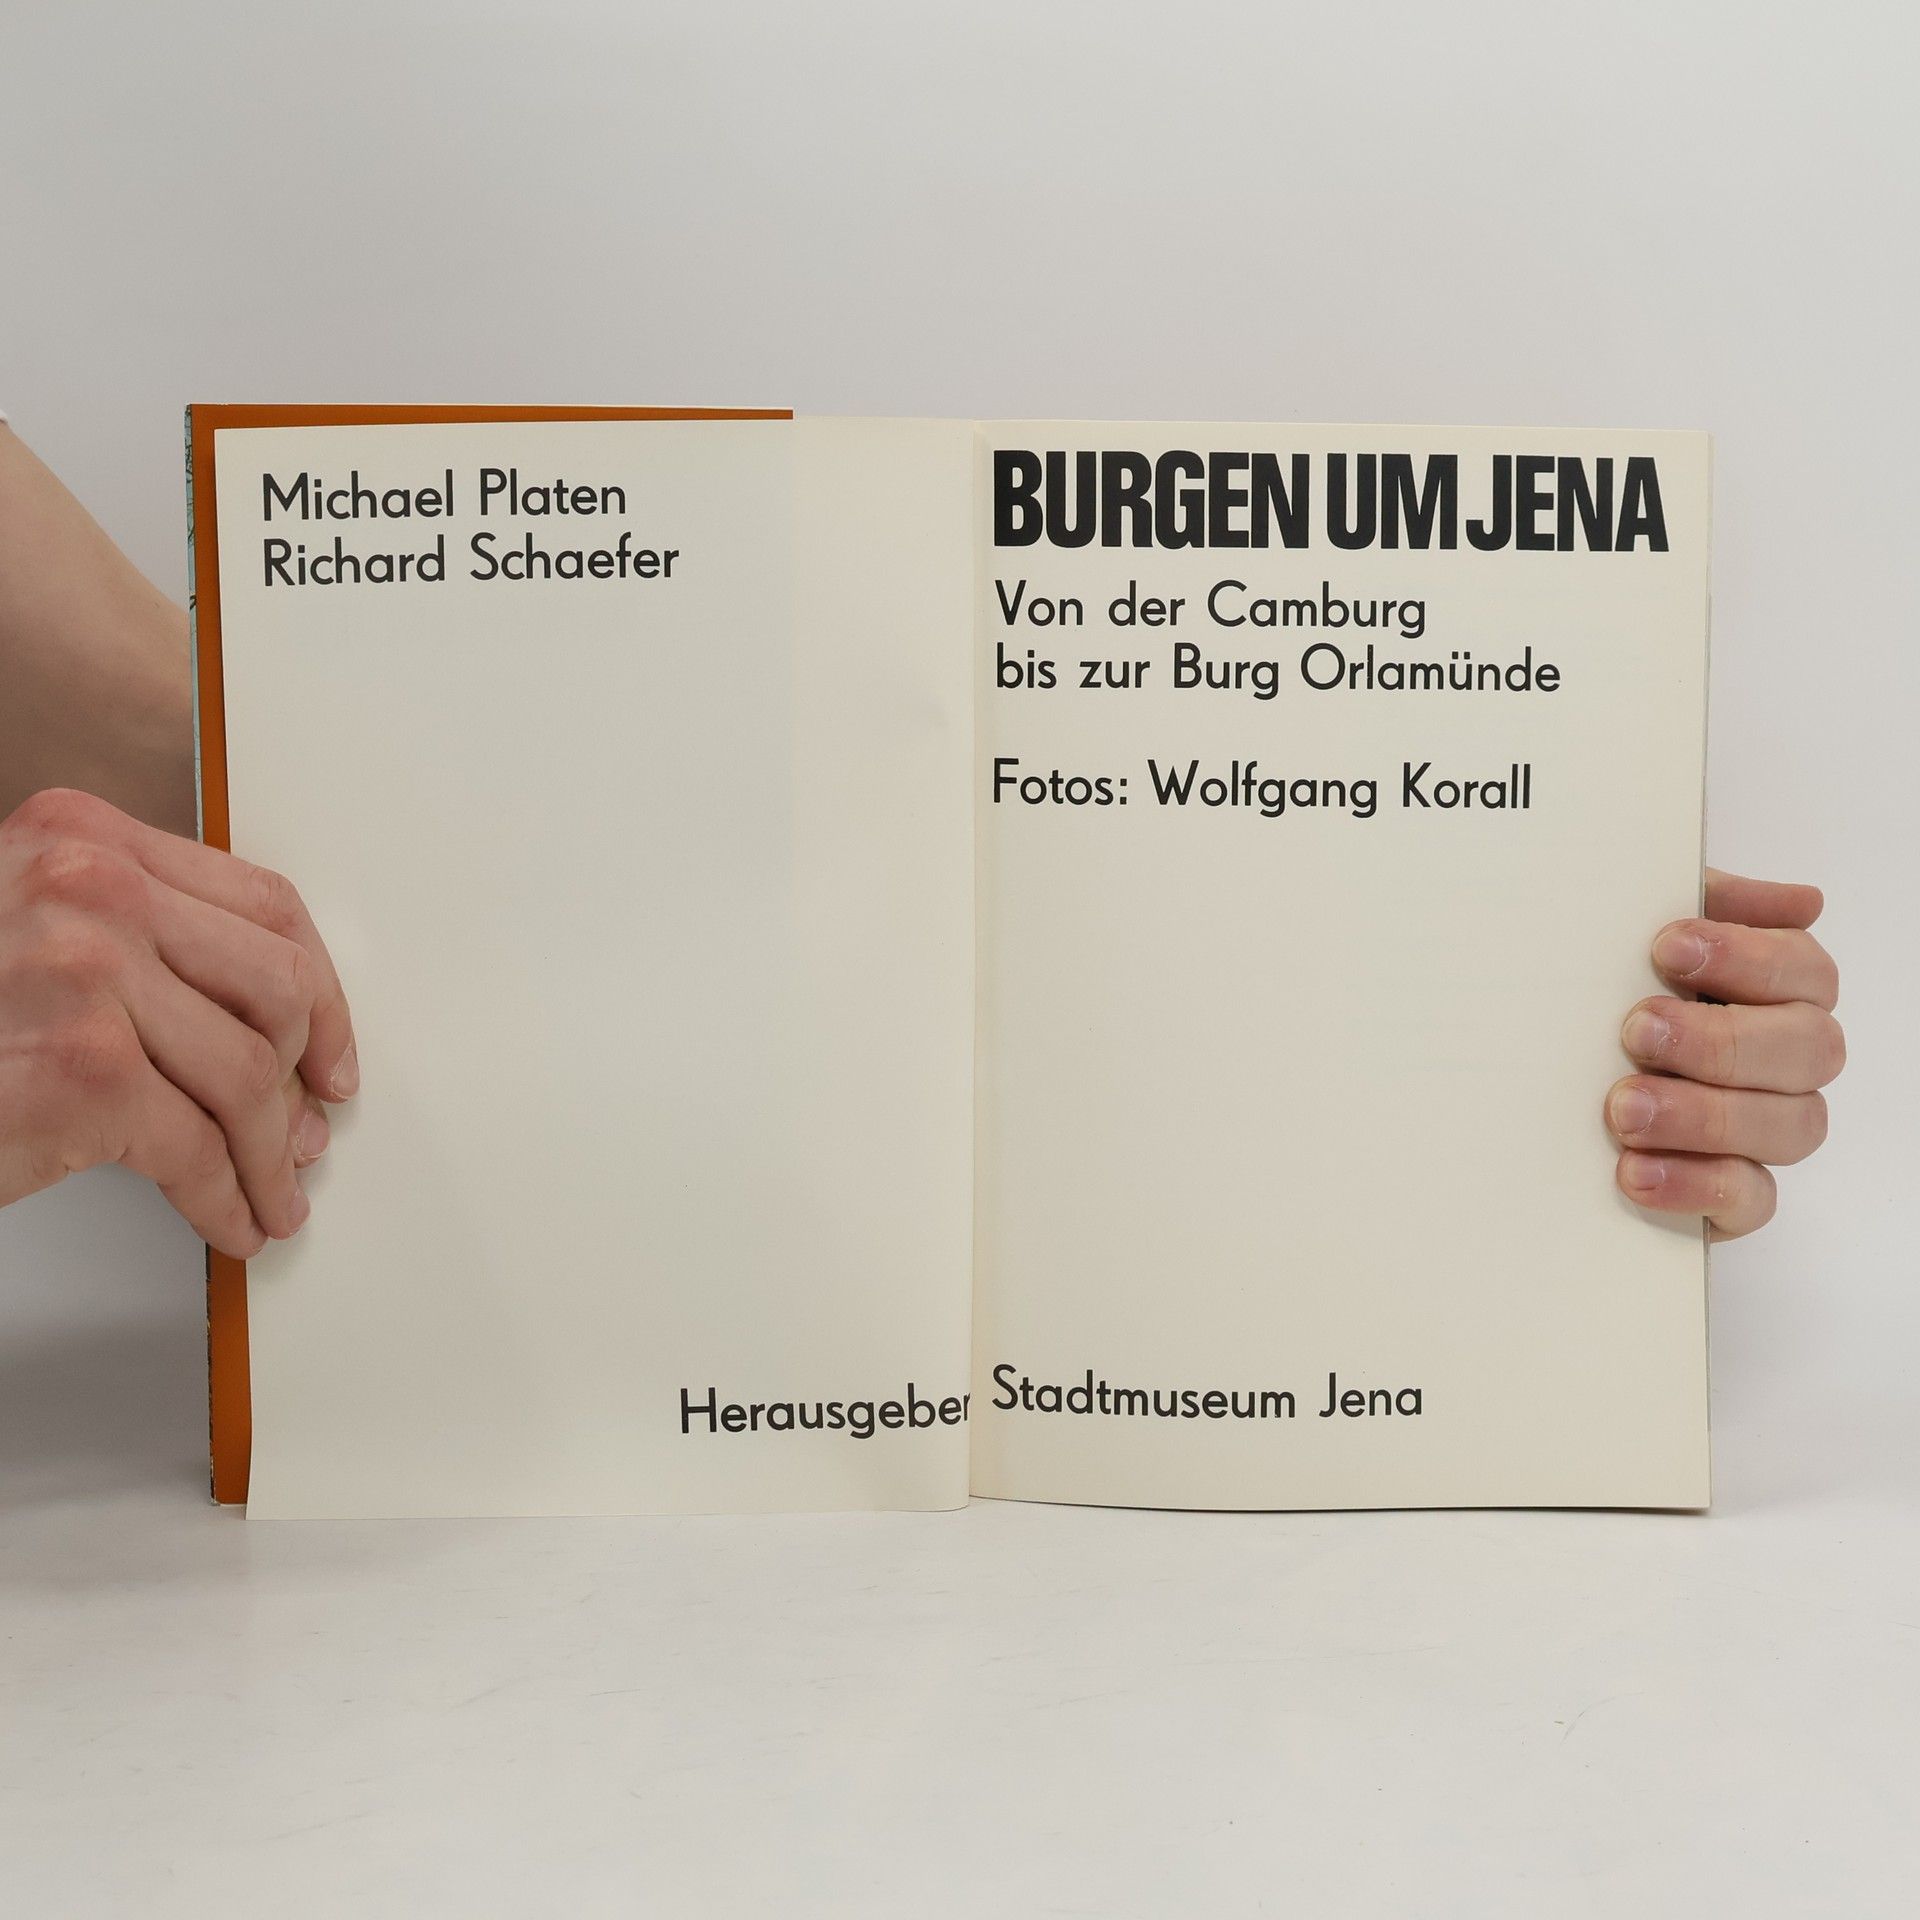 Michael Platen
Richard Schaefer
BURGEN UM JENA
Von der Camburg
bis zur Burg Orlamünde
Fotos: Wolfgang Korall
Herausgeber Stadtmuseum Jena